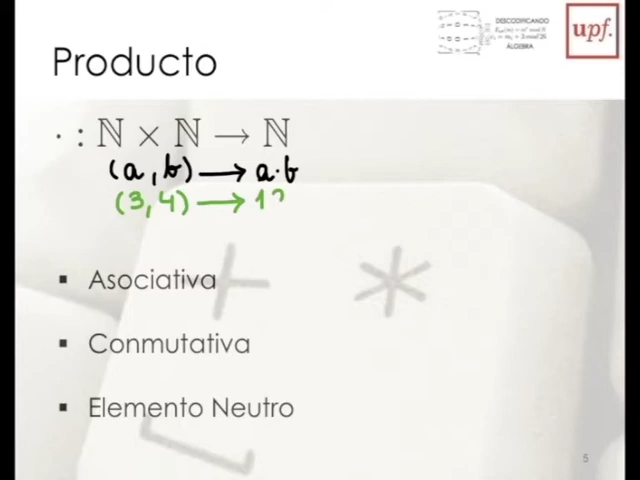 DESCODIFICANDO
ÁLGEBRA
upf.
Producto
· : ℕ × ℕ → ℕ
(a, b) → a·b
(3, 4) → 12
▪ Asociativa
▪ Conmutativa
▪ Elemento Neutro
5